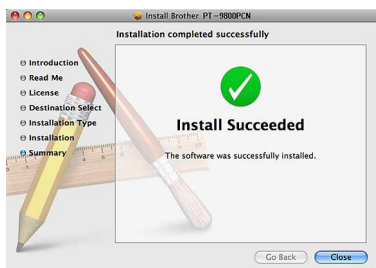 Install Brother PT-9800PCN
Installation completed successfully
Introduction
Read Me
License
Destination Select
Installation Type
Installation
Summary
Install Succeeded
The software was successfully installed.
Go Back
Close